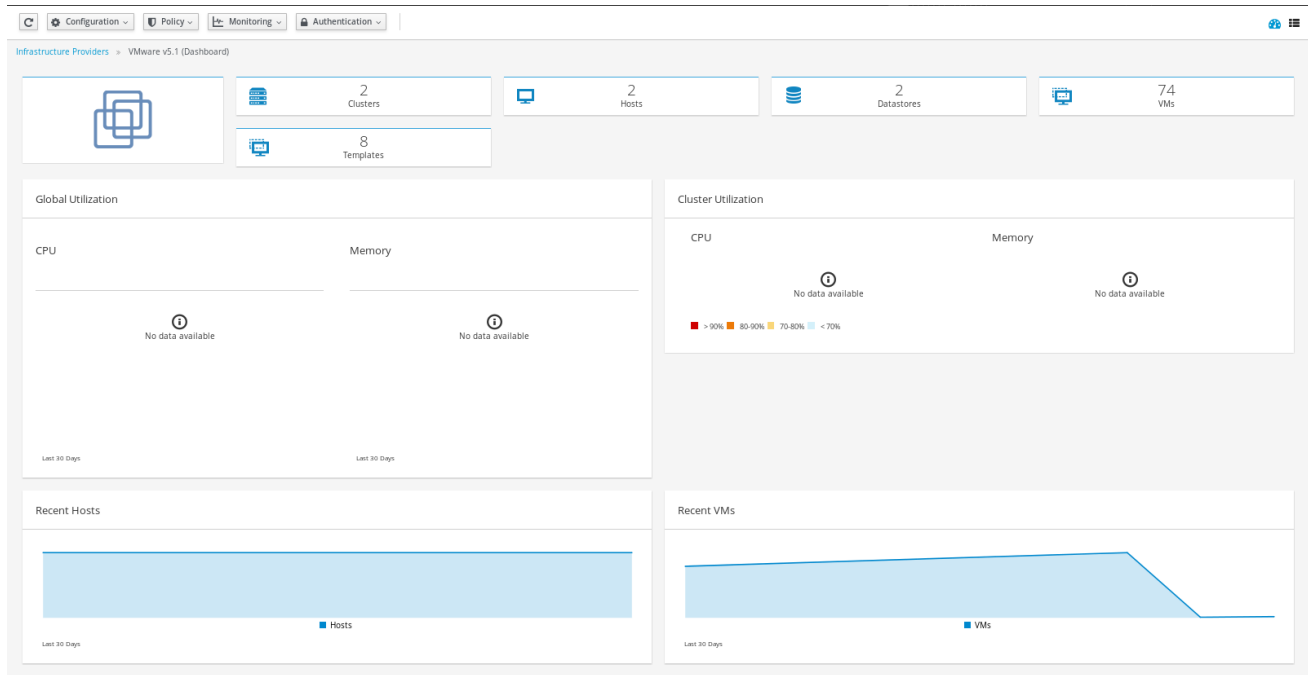 Configuration Policy Monitoring Authentication
Infrastructure Providers » VMware v5.1 (Dashboard)
2
Clusters
2
Hosts
2
Datastores
74
VMs
8
Templates
Global Utilization
CPU
Memory
No data available
No data available
Last 30 Days
Last 30 Days
Cluster Utilization
CPU
Memory
No data available
No data available
> 90% 80-90% 70-80% < 70%
Recent Hosts
Hosts
Last 30 Days
Recent VMs
VMs
Last 30 Days